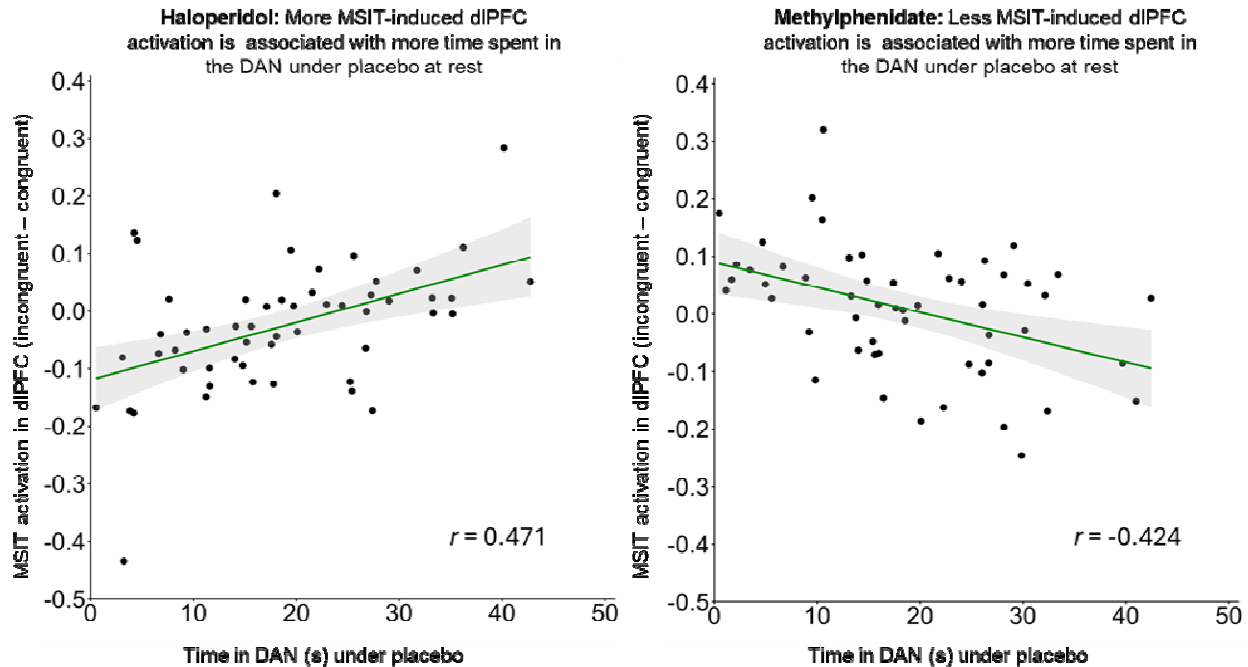 Haloperidol: More MSIT-induced dlPFC
activation is associated with more time spent in
the DAN under placebo at rest
MSIT activation in dlPFC (incongruent – congruent)
0.4
0.3
0.2
0.1
0.0
-0.1
-0.2
-0.3
-0.4
-0.5
r = 0.471
0 10 20 30 40 50
Time in DAN (s) under placebo
Methylphenidate: Less MSIT-induced dlPFC
activation is associated with more time spent in
the DAN under placebo at rest
MSIT activation in dlPFC (incongruent – congruent)
0.4
0.3
0.2
0.1
0.0
-0.1
-0.2
-0.3
-0.4
-0.5
r = -0.424
0 10 20 30 40 50
Time in DAN (s) under placebo